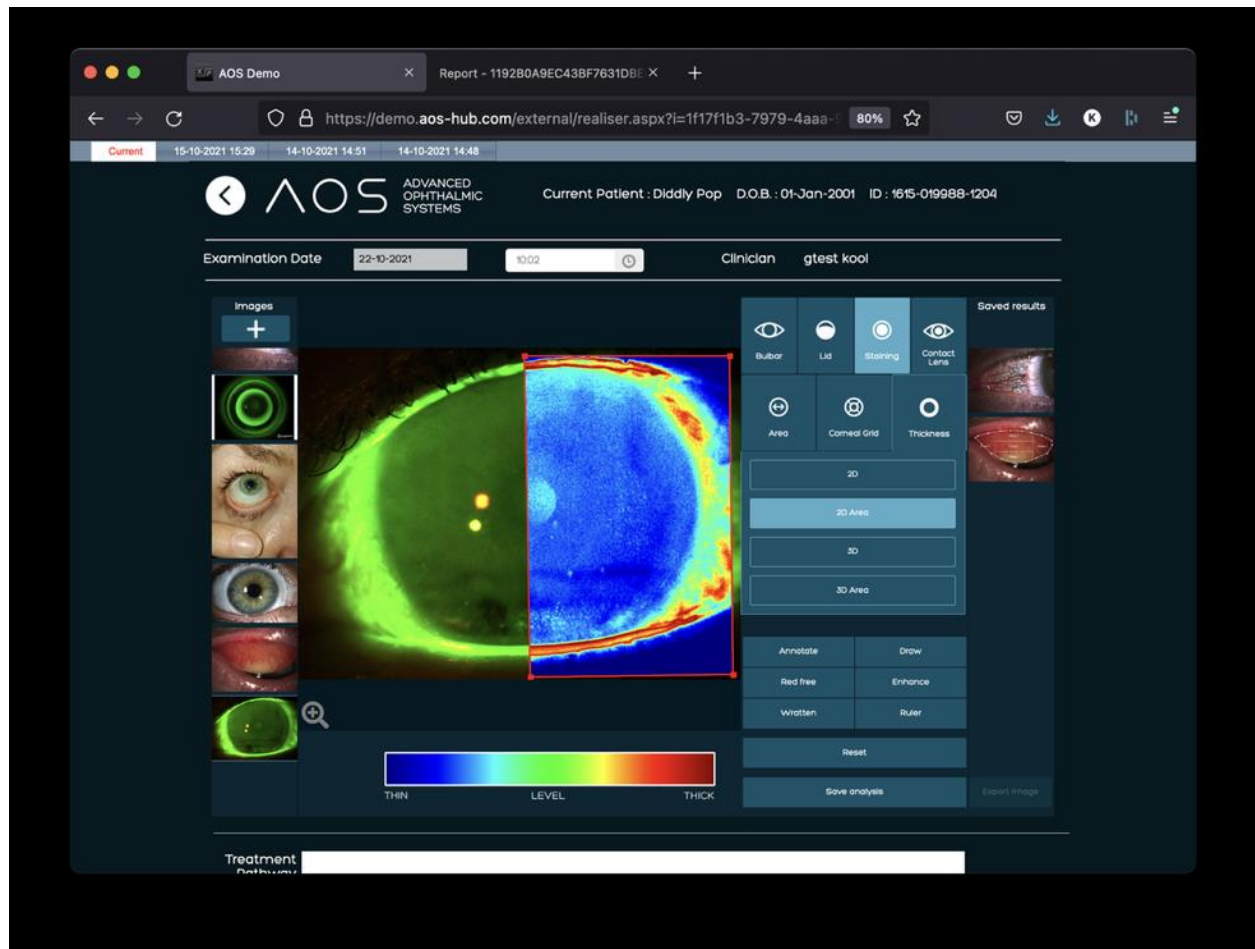 AOS Demo
Report - 1192B0A9EC43BF7631DBE
https://demo.aos-hub.com/external/realiser.aspx?i=1f17f1b3-7979-4aaa-
80%
K
Current 15-10-2021 15:29 14-10-2021 14:51 14-10-2021 14:48
AOS
ADVANCED
OPHTHALMIC
SYSTEMS
Current Patient : Diddly Pop D.O.B. : 01-Jan-2001 ID : 1615-019988-1204
Examination Date 22-10-2021 10:02 Clinician gtest kool
Images
Saved results
Bulbar Lid Staining Contact
Lens
Area Corneal Grid Thickness
2D
2D Area
3D
3D Area
Annotate Draw
Red free Enhance
Wratten Ruler
Reset
Save analysis
Export Image
THIN LEVEL THICK
Treatment
Pathway